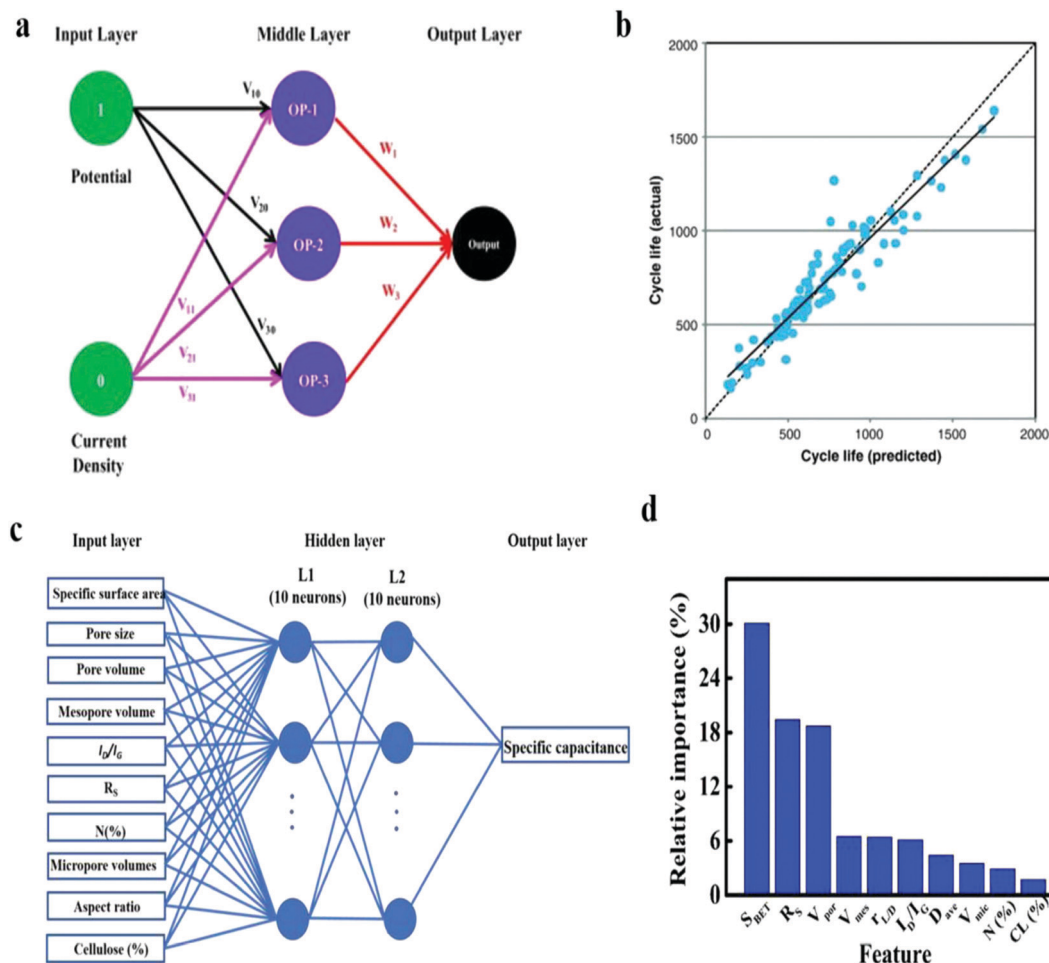 a
Input Layer
Middle Layer
Output Layer
1
Potential
0
Current
Density
V10
V20
V30
V11
V21
V31
OP-1
OP-2
OP-3
W1
W2
W3
Output
b
Cycle life (actual)
2000
1500
1000
500
0
0
500
1000
1500
2000
Cycle life (predicted)
c
Input layer
Hidden layer
Output layer
L1
(10 neurons)
L2
(10 neurons)
Specific surface area
Pore size
Pore volume
Mesopore volume
ID/IG
RS
N(%)
Micropore volumes
Aspect ratio
Cellulose (%)
Specific capacitance
d
Relative importance (%)
30
24
18
12
6
0
SBET
RS
Vpor
Vmes
rL/D
ID/IG
Dave
Vmic
N (%)
CL (%)
Feature